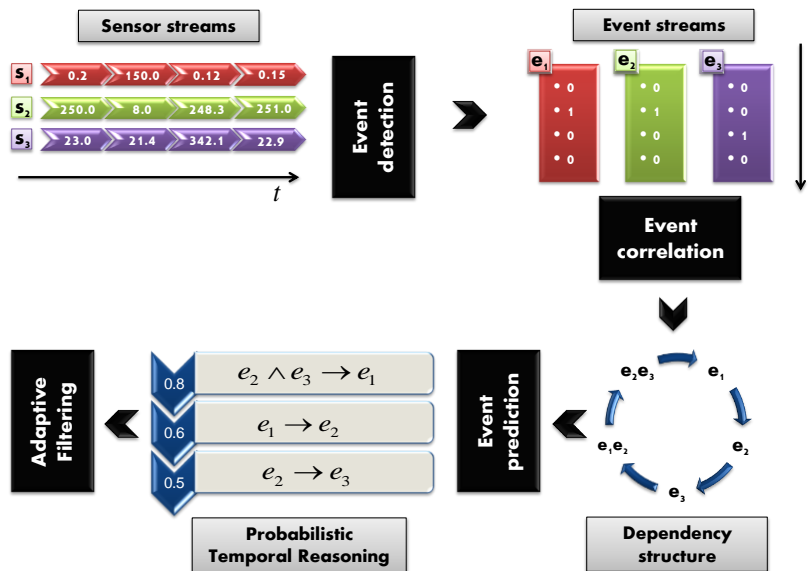 Sensor streams
Event streams
s₁ 0.2 150.0 0.12 0.15
s₂ 250.0 8.0 248.3 251.0
s₃ 23.0 21.4 342.1 22.9
t
Event
detection
e₁ e₂ e₃
• 0 • 0 • 0
• 1 • 1 • 0
• 0 • 0 • 1
• 0 • 0 • 0
Event
correlation
e₂e₃ e₁
e₁e₂ e₂
e₃
Dependency
structure
Event
prediction
0.8 e₂ ∧ e₃ → e₁
0.6 e₁ → e₂
0.5 e₂ → e₃
Probabilistic
Temporal Reasoning
Adaptive
Filtering